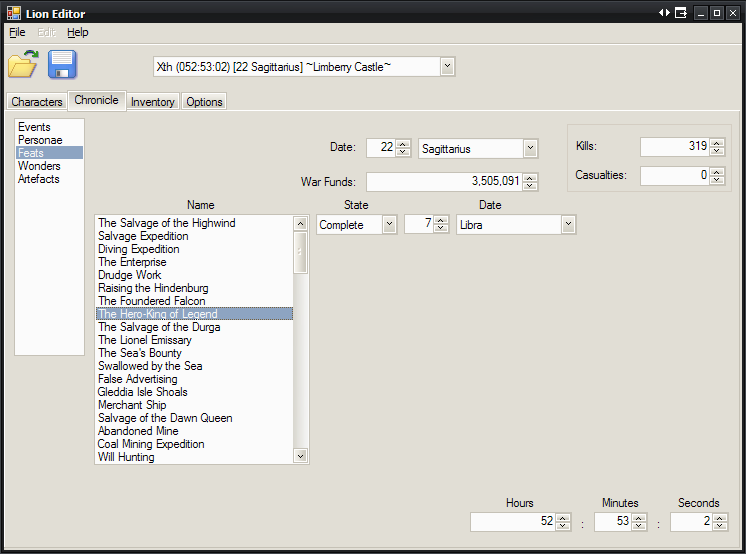 Lion Editor
File Edit Help
Xth (052:53:02) [22 Sagittarius] ~Limberry Castle~
Characters Chronicle Inventory Options
Events
Personae
Feats
Wonders
Artefacts
Date: 22 Sagittarius
War Funds: 3,505,091
Kills: 319
Casualties: 0
Name State Date
Complete 7 Libra
The Salvage of the Highwind
Salvage Expedition
Diving Expedition
The Enterprise
Drudge Work
Raising the Hindenburg
The Foundered Falcon
The Hero-King of Legend
The Salvage of the Durga
The Lionel Emissary
The Sea's Bounty
Swallowed by the Sea
False Advertising
Gleddia Isle Shoals
Merchant Ship
Salvage of the Dawn Queen
Abandoned Mine
Coal Mining Expedition
Will Hunting
Hours Minutes Seconds
52 : 53 : 2